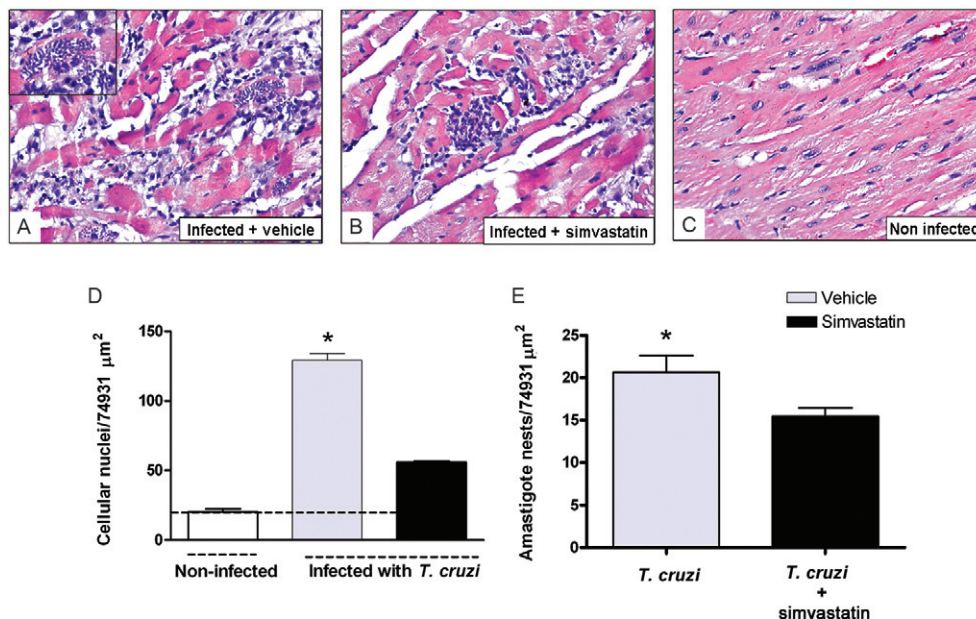 A
Infected + vehicle
B
Infected + simvastatin
C
Non infected
D
Cellular nuclei/74931 μm²
150
100
50
0
*
Non-infected
Infected with T. cruzi
E
Vehicle
Simvastatin
Amastigote nests/74931 μm²
25
20
15
10
5
0
*
T. cruzi
T. cruzi
+
simvastatin